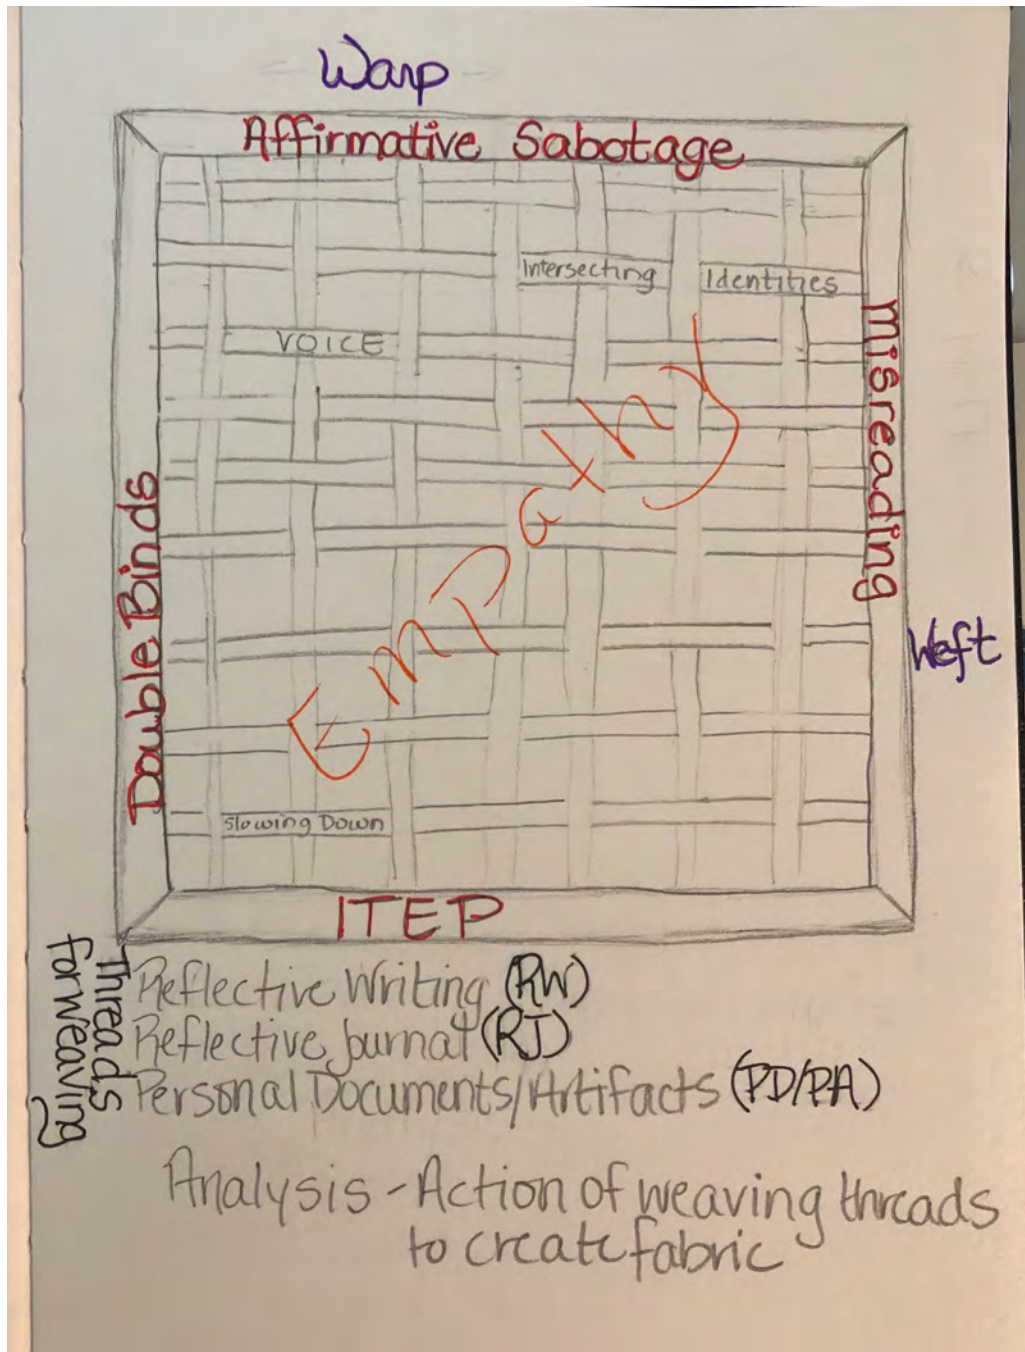 Warp
Affirmative Sabotage
Intersecting Identities
VOICE
Misreading
Empathy
Double Binds
Weft
Slowing Down
ITEP
Threads
for weaving
Reflective Writing (RW)
Reflective Journal (RJ)
Personal Documents/Artifacts (PD/PA)
Analysis - Action of weaving threads
to create fabric